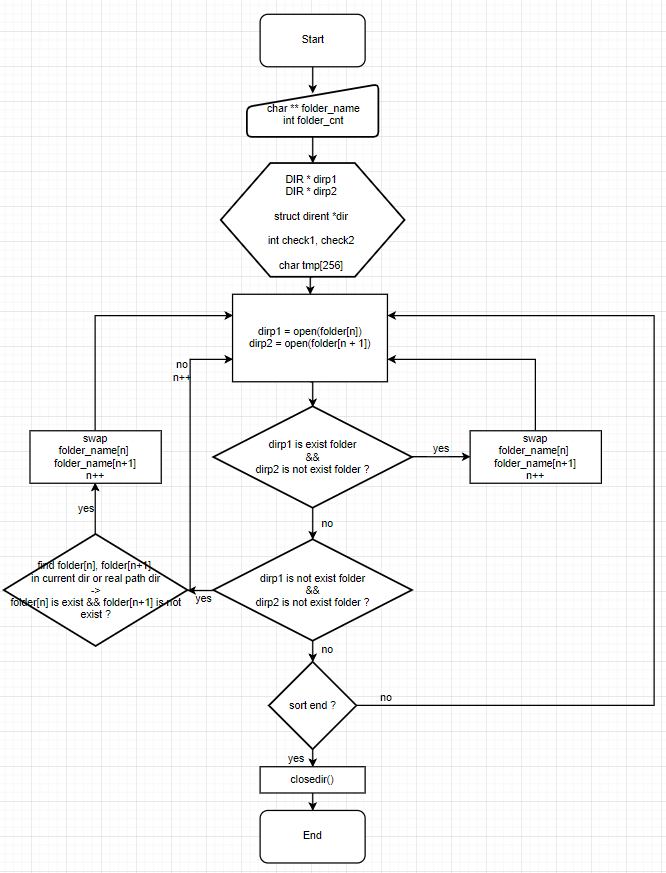 Start
char ** folder_name
int folder_cnt
DIR * dirp1
DIR * dirp2
struct dirent *dir
int check1, check2
char tmp[256]
dirp1 = open(folder[n])
dirp2 = open(folder[n + 1])
no
n++
swap
folder_name[n]
folder_name[n+1]
n++
dirp1 is exist folder
&&
dirp2 is not exist folder ?
yes
swap
folder_name[n]
folder_name[n+1]
n++
yes
no
find folder[n], folder[n+1]
in current dir or real path dir
->
folder[n] is exist && folder[n+1] is not
exist ?
yes
dirp1 is not exist folder
&&
dirp2 is not exist folder ?
no
sort end ?
no
yes
closedir()
End